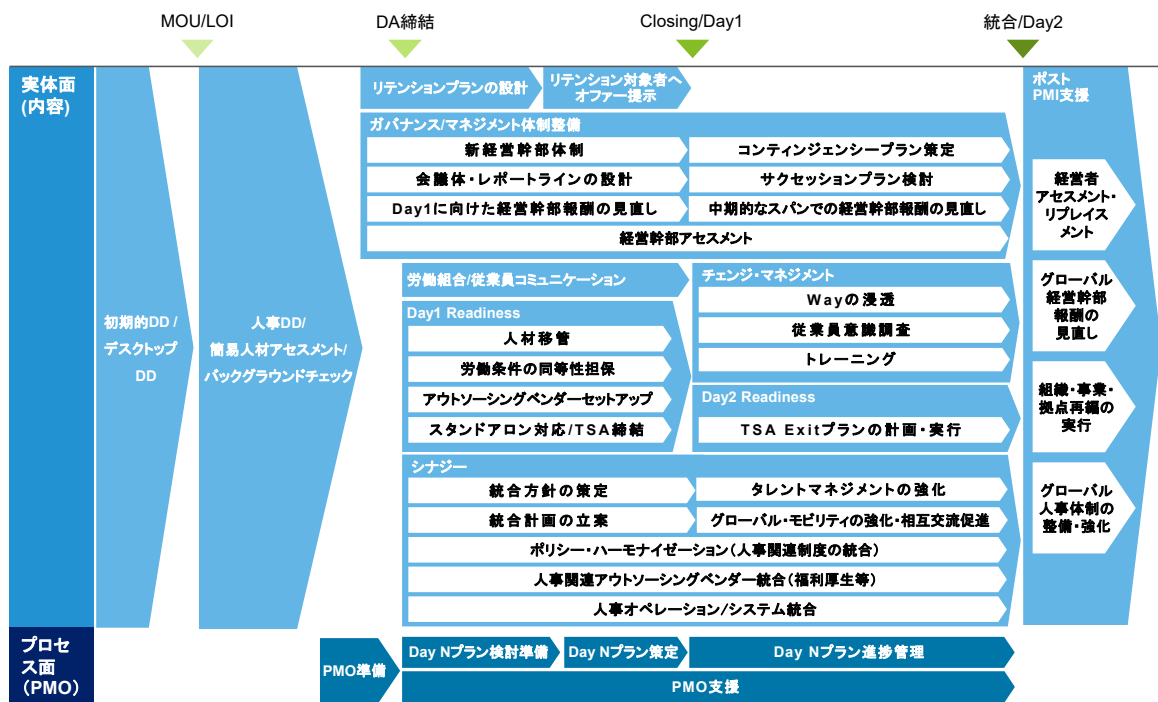 MOU/LOI
DA締結
Closing/Day1
統合/Day2
実体面
(内容)
初期的DD /
デスクトップ
DD
人事DD/
簡易人材アセスメント/
バックグラウンドチェック
リテンションプランの設計
リテンション対象者へ
オファー提示
ガバナンス/マネジメント体制整備
新経営幹部体制
コンティンジェンシープラン策定
会議体・レポートラインの設計
サクセッションプラン検討
Day1に向けた経営幹部報酬の見直し
中期的なスパンでの経営幹部報酬の見直し
経営幹部アセスメント
労働組合/従業員コミュニケーション
Day1 Readiness
人材移管
労働条件の同等性担保
アウトソーシングベンダーセットアップ
スタンドアロン対応/TSA締結
チェンジ・マネジメント
Wayの浸透
従業員意識調査
トレーニング
Day2 Readiness
TSA Exitプランの計画・実行
シナジー
統合方針の策定
タレントマネジメントの強化
統合計画の立案
グローバル・モビリティの強化・相互交流促進
ポリシー・ハーモナイゼーション(人事関連制度の統合)
人事関連アウトソーシングベンダー統合(福利厚生等)
人事オペレーション/システム統合
ポスト
PMI支援
経営者
アセスメント・
リプレイス
メント
グローバル
経営幹部
報酬の
見直し
組織・事業・
拠点再編の
実行
グローバル
人事体制の
整備・強化
プロセ
ス面
(PMO)
PMO準備
Day Nプラン検討準備
Day Nプラン策定
Day Nプラン進捗管理
PMO支援